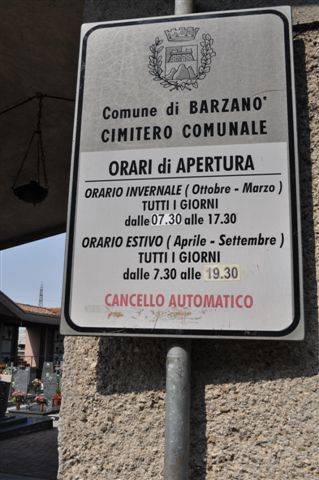 Comune di BARZANO'
CIMITERO COMUNALE
ORARI di APERTURA
ORARIO INVERNALE ( Ottobre - Marzo )
TUTTI I GIORNI
dalle 07.30 alle 17.30
ORARIO ESTIVO ( Aprile - Settembre )
TUTTI I GIORNI
dalle 7.30 alle 19.30
CANCELLO AUTOMATICO